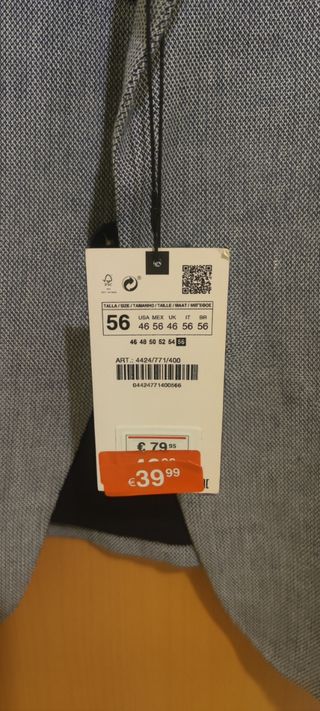 FSC
TALLA / SIZE / TAMANHO / TAILLE / MAAT / ΜΕΓΕΘΟΣ
56
USA MEX UK IT BR
46 56 46 56 56
46 48 50 52 54 56
ART.: 4424/771/400
04424771400566
€ 79,95
€39,99